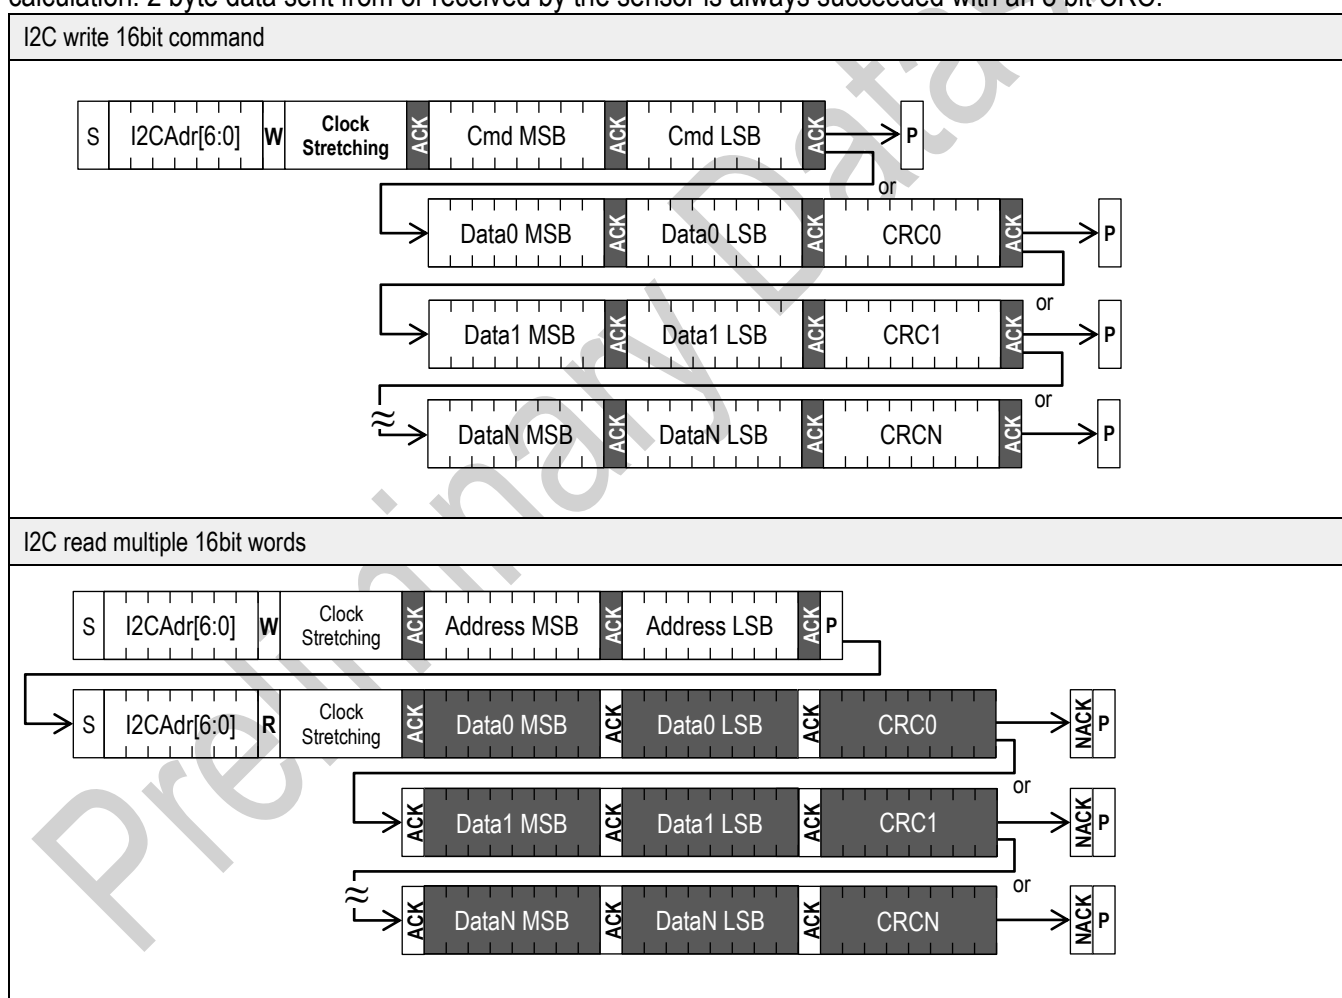 calculation. 2 byte data sent from or received by the sensor is always succeeded with an 8 bit CRC.
I2C write 16bit command
S I2CAdr[6:0] W Clock Stretching ACK Cmd MSB ACK Cmd LSB ACK P
or
Data0 MSB ACK Data0 LSB ACK CRC0 ACK P
or
Data1 MSB ACK Data1 LSB ACK CRC1 ACK P
or
≈ DataN MSB ACK DataN LSB ACK CRCN ACK P
I2C read multiple 16bit words
S I2CAdr[6:0] W Clock Stretching ACK Address MSB ACK Address LSB ACK P
S I2CAdr[6:0] R Clock Stretching ACK Data0 MSB ACK Data0 LSB ACK CRC0 NACK P
or
ACK Data1 MSB ACK Data1 LSB ACK CRC1 NACK P
or
≈ ACK DataN MSB ACK DataN LSB ACK CRCN NACK P
Preliminary Data